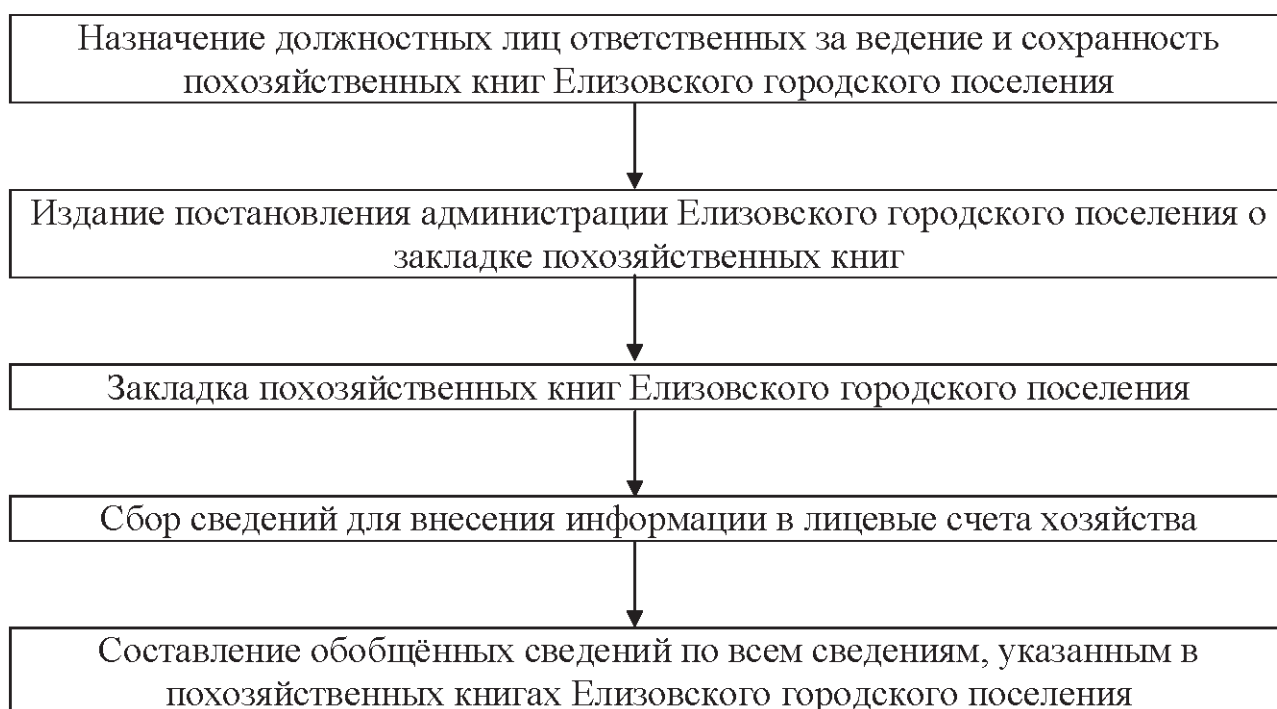 Назначение должностных лиц ответственных за ведение и сохранность
похозяйственных книг Елизовского городского поселения
Издание постановления администрации Елизовского городского поселения о
закладке похозяйственных книг
Закладка похозяйственных книг Елизовского городского поселения
Сбор сведений для внесения информации в лицевые счета хозяйства
Составление обобщённых сведений по всем сведениям, указанным в
похозяйственных книгах Елизовского городского поселения